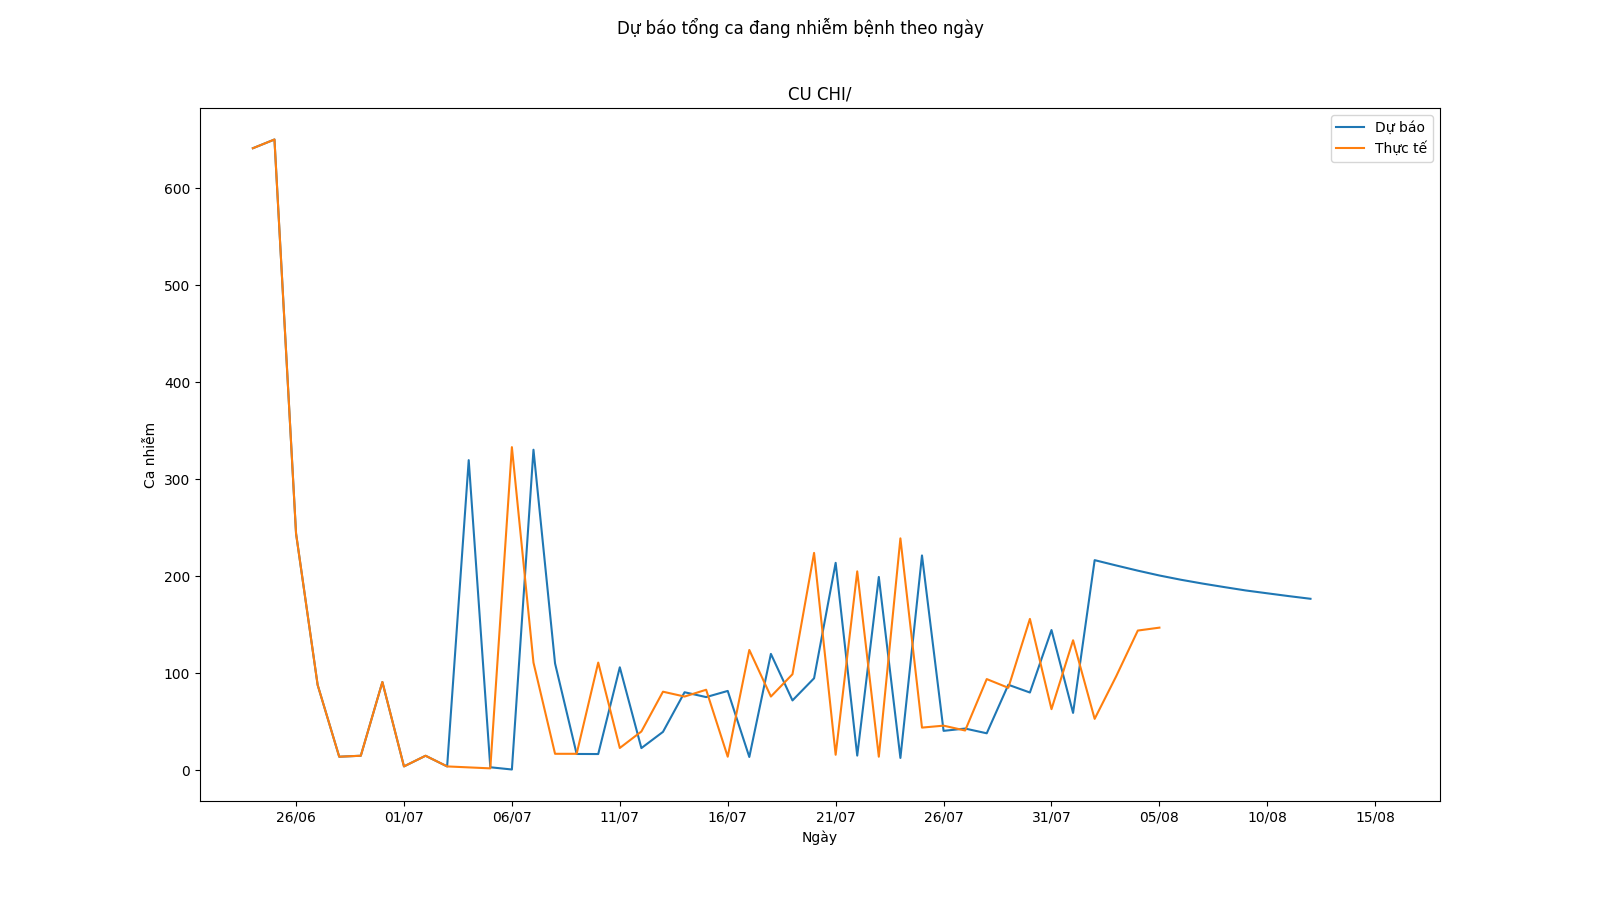 Dự báo tổng ca đang nhiễm bệnh theo ngày
CU CHI/
Dự báo
Thực tế
600
500
400
300
200
100
0
Ca nhiễm
26/06 01/07 06/07 11/07 16/07 21/07 26/07 31/07 05/08 10/08 15/08
Ngày